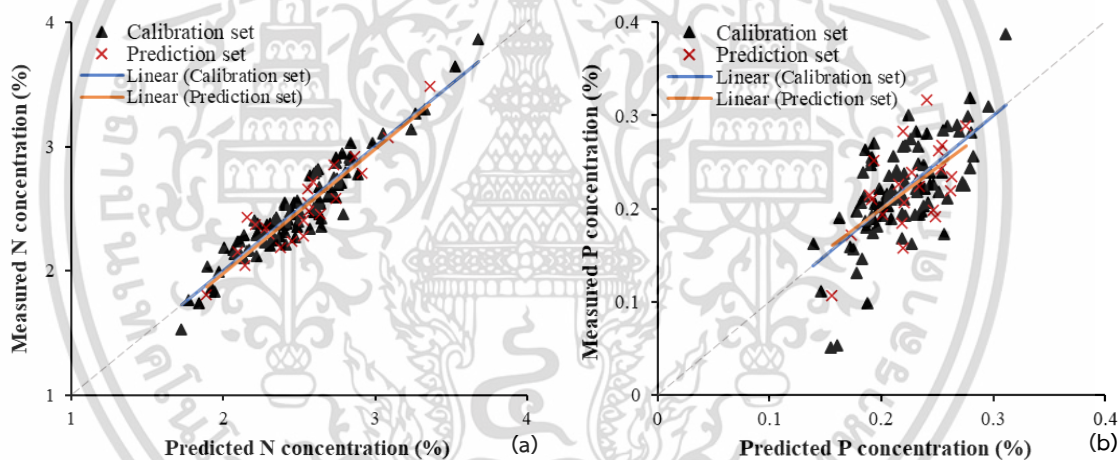 4
Calibration set
Prediction set
Linear (Calibration set)
Linear (Prediction set)
3
2
1
1
2
3
4
Measured N concentration (%)
Predicted N concentration (%)
(a)
0.4
Calibration set
Prediction set
Linear (Calibration set)
Linear (Prediction set)
0.3
0.2
0.1
0
0
0.1
0.2
0.3
0.4
Measured P concentration (%)
Predicted P concentration (%)
(b)